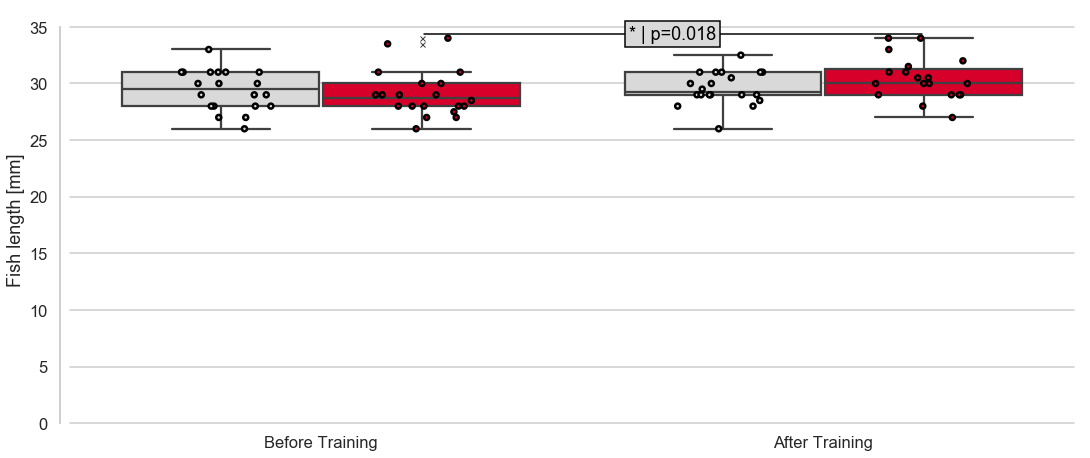 35
* | p=0.018
30
25
20
15
10
5
0
Fish length [mm]
Before Training
After Training